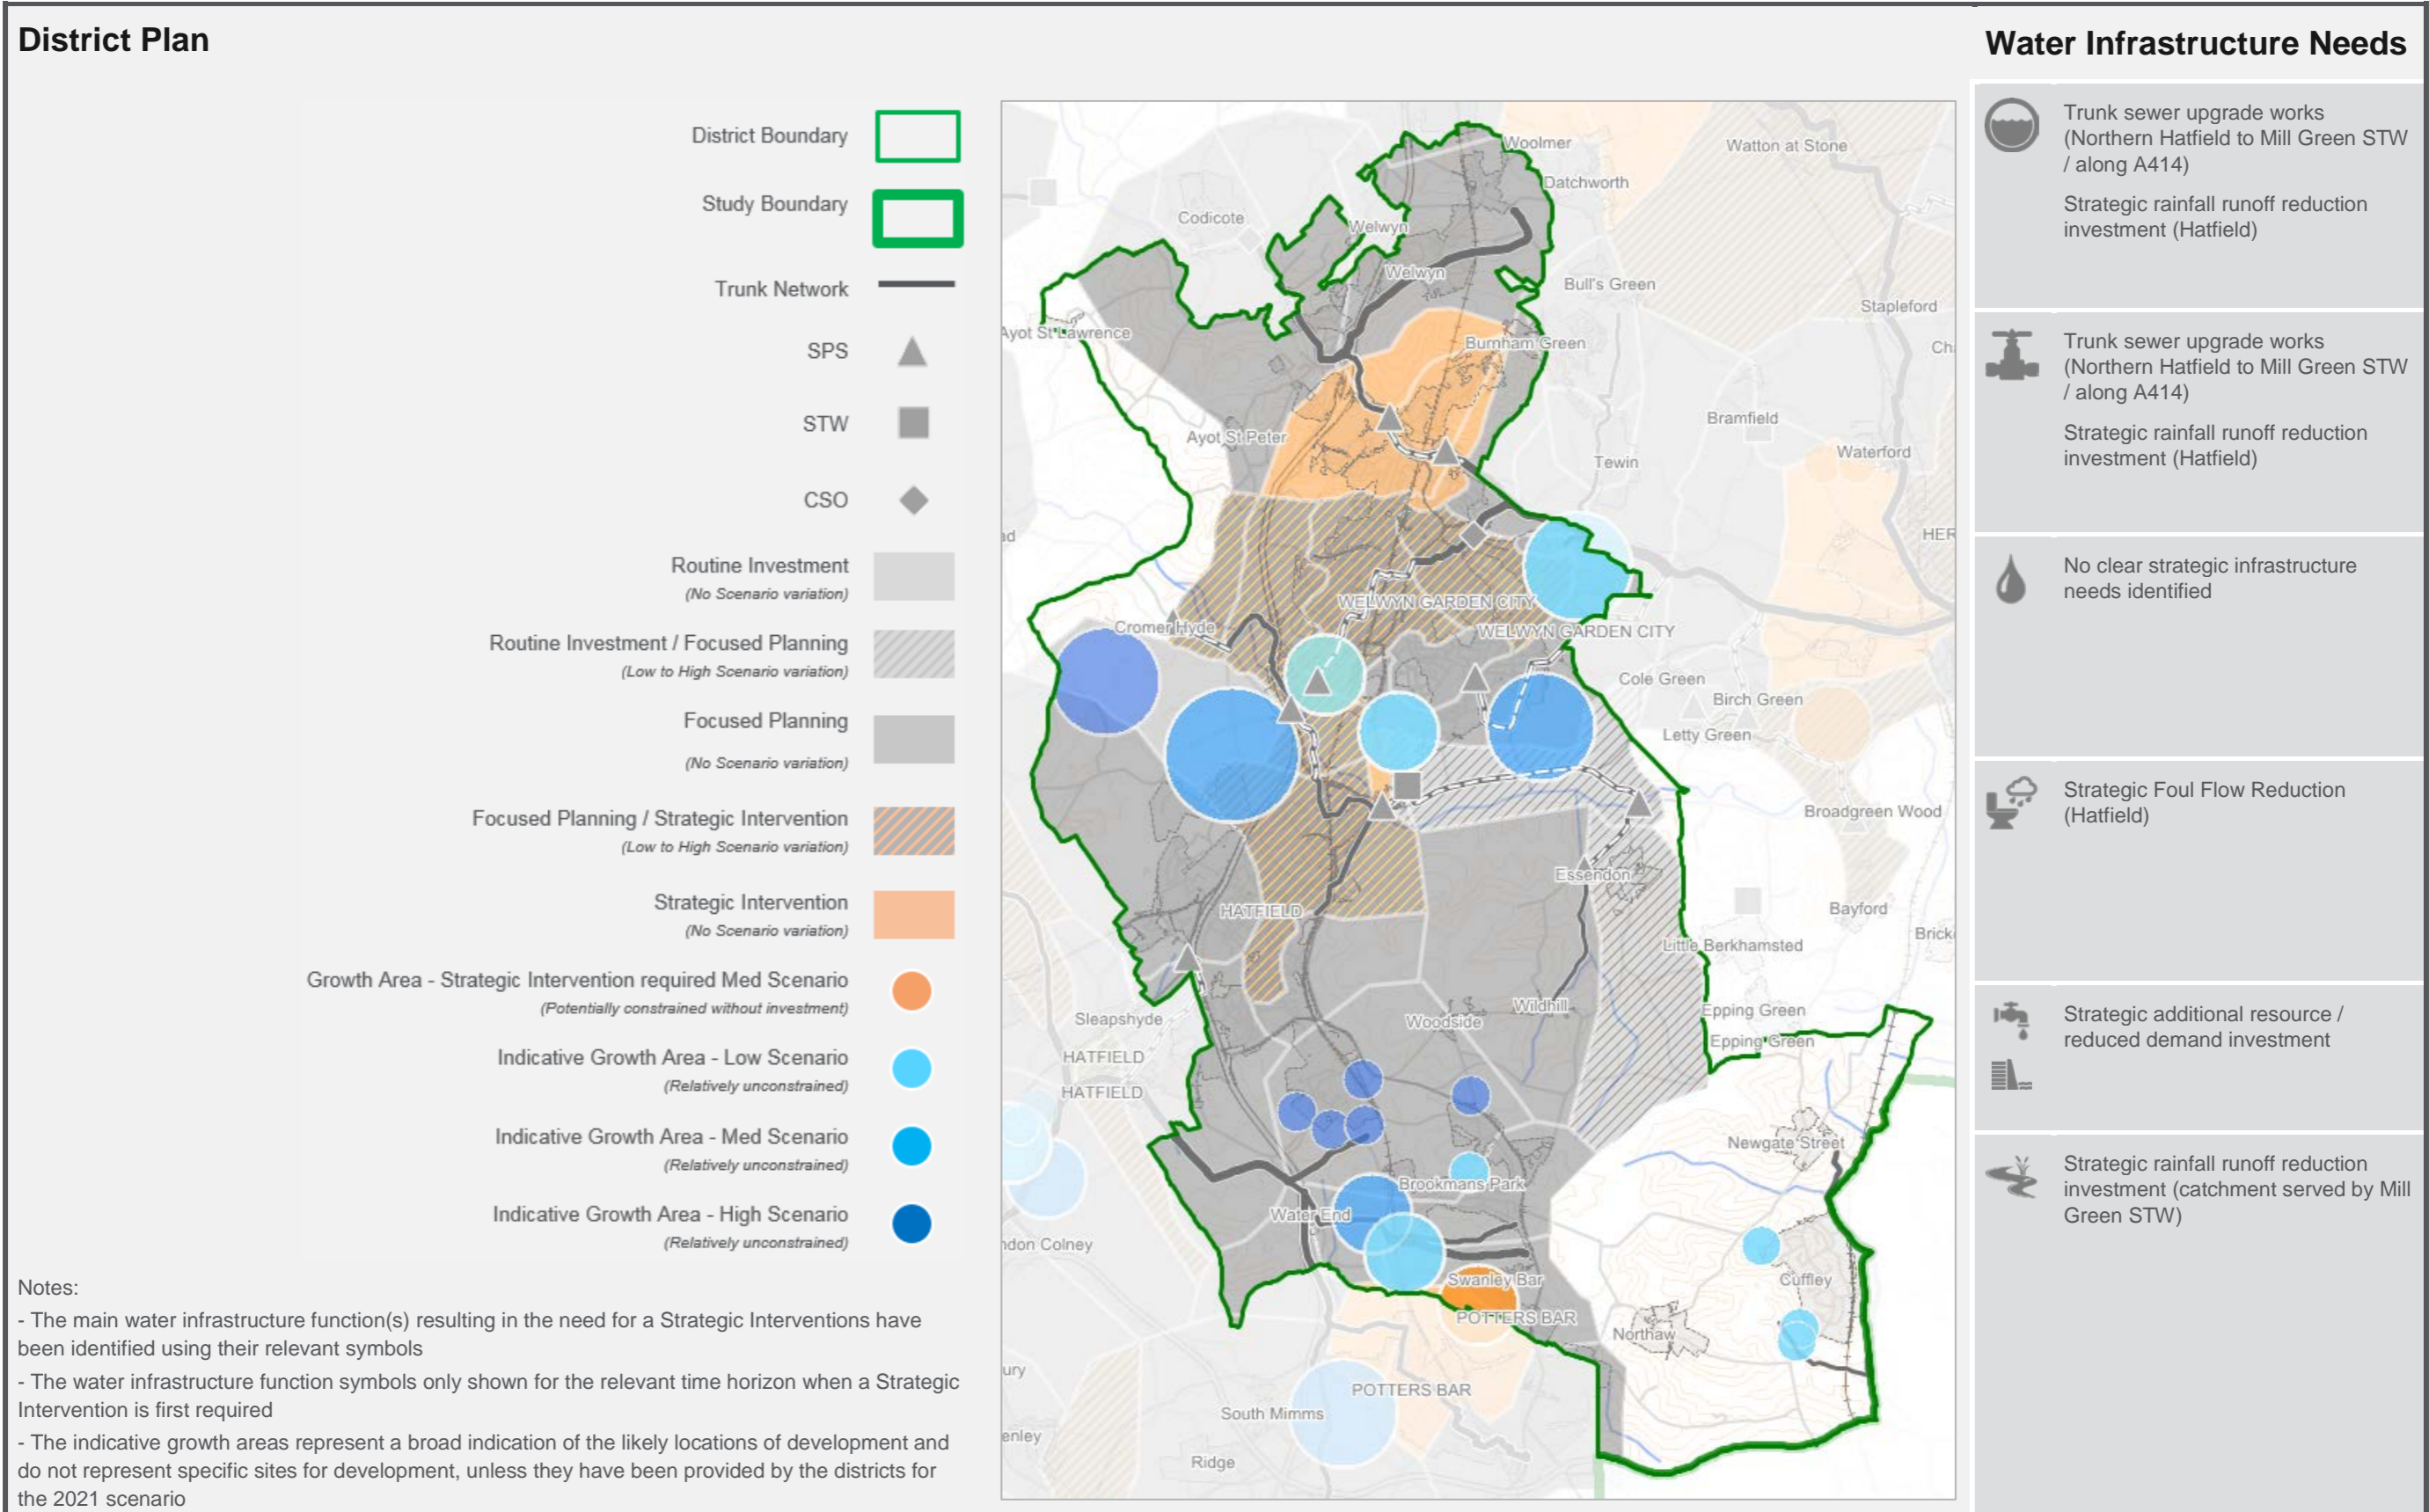 District Plan
Water Infrastructure Needs
District Boundary
Study Boundary
Trunk Network
SPS
STW
CSO
Routine Investment
(No Scenario variation)
Routine Investment / Focused Planning
(Low to High Scenario variation)
Focused Planning
(No Scenario variation)
Focused Planning / Strategic Intervention
(Low to High Scenario variation)
Strategic Intervention
(No Scenario variation)
Growth Area - Strategic Intervention required Med Scenario
(Potentially constrained without investment)
Indicative Growth Area - Low Scenario
(Relatively unconstrained)
Indicative Growth Area - Med Scenario
(Relatively unconstrained)
Indicative Growth Area - High Scenario
(Relatively unconstrained)
Notes:
- The main water infrastructure function(s) resulting in the need for a Strategic Interventions have
been identified using their relevant symbols
- The water infrastructure function symbols only shown for the relevant time horizon when a Strategic
Intervention is first required
- The indicative growth areas represent a broad indication of the likely locations of development and
do not represent specific sites for development, unless they have been provided by the districts for
the 2021 scenario
Woolmer
Watton at Stone
Datchworth
Codicote
Welwyn
Welwyn
Bull's Green
Stapleford
Ayot St Lawrence
Burnham Green
Ch
Bramfield
Ayot St Peter
Waterford
Tewin
ad
HER
WELWYN GARDEN CITY
Cromer Hyde
WELWYN GARDEN CITY
Cole Green
Birch Green
Letty Green
Broadgreen Wood
Essendon
HATFIELD
Bayford
Brick
Little Berkhamsted
Wildhill
Epping Green
Sleapshyde
Woodside
Epping Green
HATFIELD
HATFIELD
Newgate Street
Brookmans Park
Water End
ndon Colney
Swanley Bar
Cuffley
POTTERS BAR
Northaw
ury
POTTERS BAR
South Mimms
enley
Ridge
Trunk sewer upgrade works
(Northern Hatfield to Mill Green STW
/ along A414)
Strategic rainfall runoff reduction
investment (Hatfield)
Trunk sewer upgrade works
(Northern Hatfield to Mill Green STW
/ along A414)
Strategic rainfall runoff reduction
investment (Hatfield)
No clear strategic infrastructure
needs identified
Strategic Foul Flow Reduction
(Hatfield)
Strategic additional resource /
reduced demand investment
Strategic rainfall runoff reduction
investment (catchment served by Mill
Green STW)